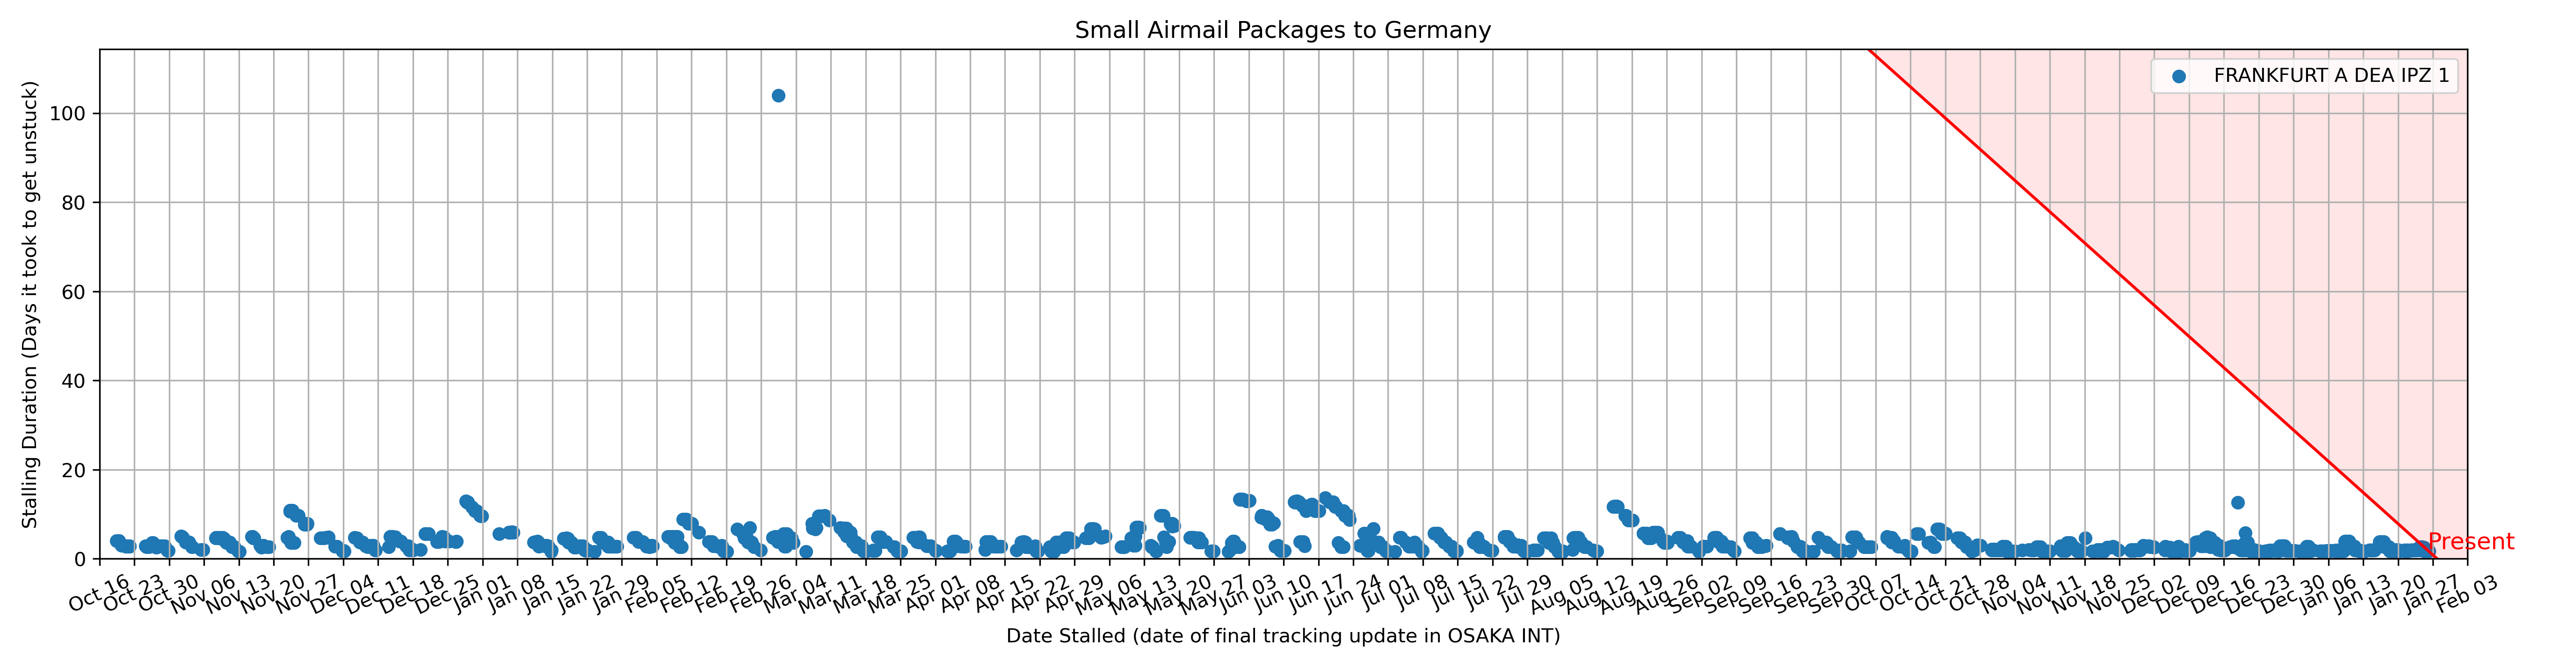 Small Airmail Packages to Germany
FRANKFURT A DEA IPZ 1
Stalling Duration (Days it took to get unstuck)
100
80
60
40
20
0
Present
Oct 16 Oct 23 Oct 30 Nov 06 Nov 13 Nov 20 Nov 27 Dec 04 Dec 11 Dec 18 Dec 25 Jan 01 Jan 08 Jan 15 Jan 22 Jan 29 Feb 05 Feb 12 Feb 19 Feb 26 Mar 04 Mar 11 Mar 18 Mar 25 Apr 01 Apr 08 Apr 15 Apr 22 Apr 29 May 06 May 13 May 20 May 27 Jun 03 Jun 10 Jun 17 Jun 24 Jul 01 Jul 08 Jul 15 Jul 22 Jul 29 Aug 05 Aug 12 Aug 19 Aug 26 Sep 02 Sep 09 Sep 16 Sep 23 Sep 30 Oct 07 Oct 14 Oct 21 Oct 28 Nov 04 Nov 11 Nov 18 Nov 25 Dec 02 Dec 09 Dec 16 Dec 23 Dec 30 Jan 06 Jan 13 Jan 20 Jan 27 Feb 03
Date Stalled (date of final tracking update in OSAKA INT)